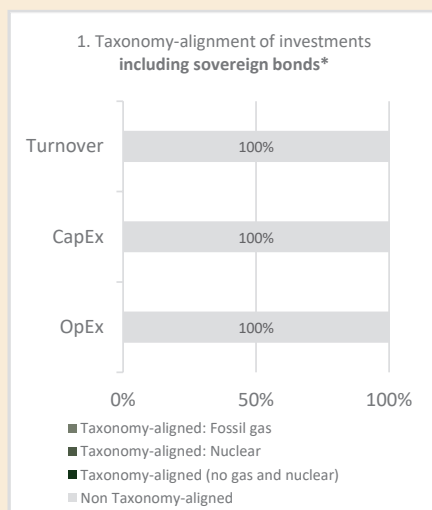 1. Taxonomy-alignment of investments
including sovereign bonds*
Turnover
100%
CapEx
100%
OpEx
100%
0% 50% 100%
Taxonomy-aligned: Fossil gas
Taxonomy-aligned: Nuclear
Taxonomy-aligned (no gas and nuclear)
Non Taxonomy-aligned